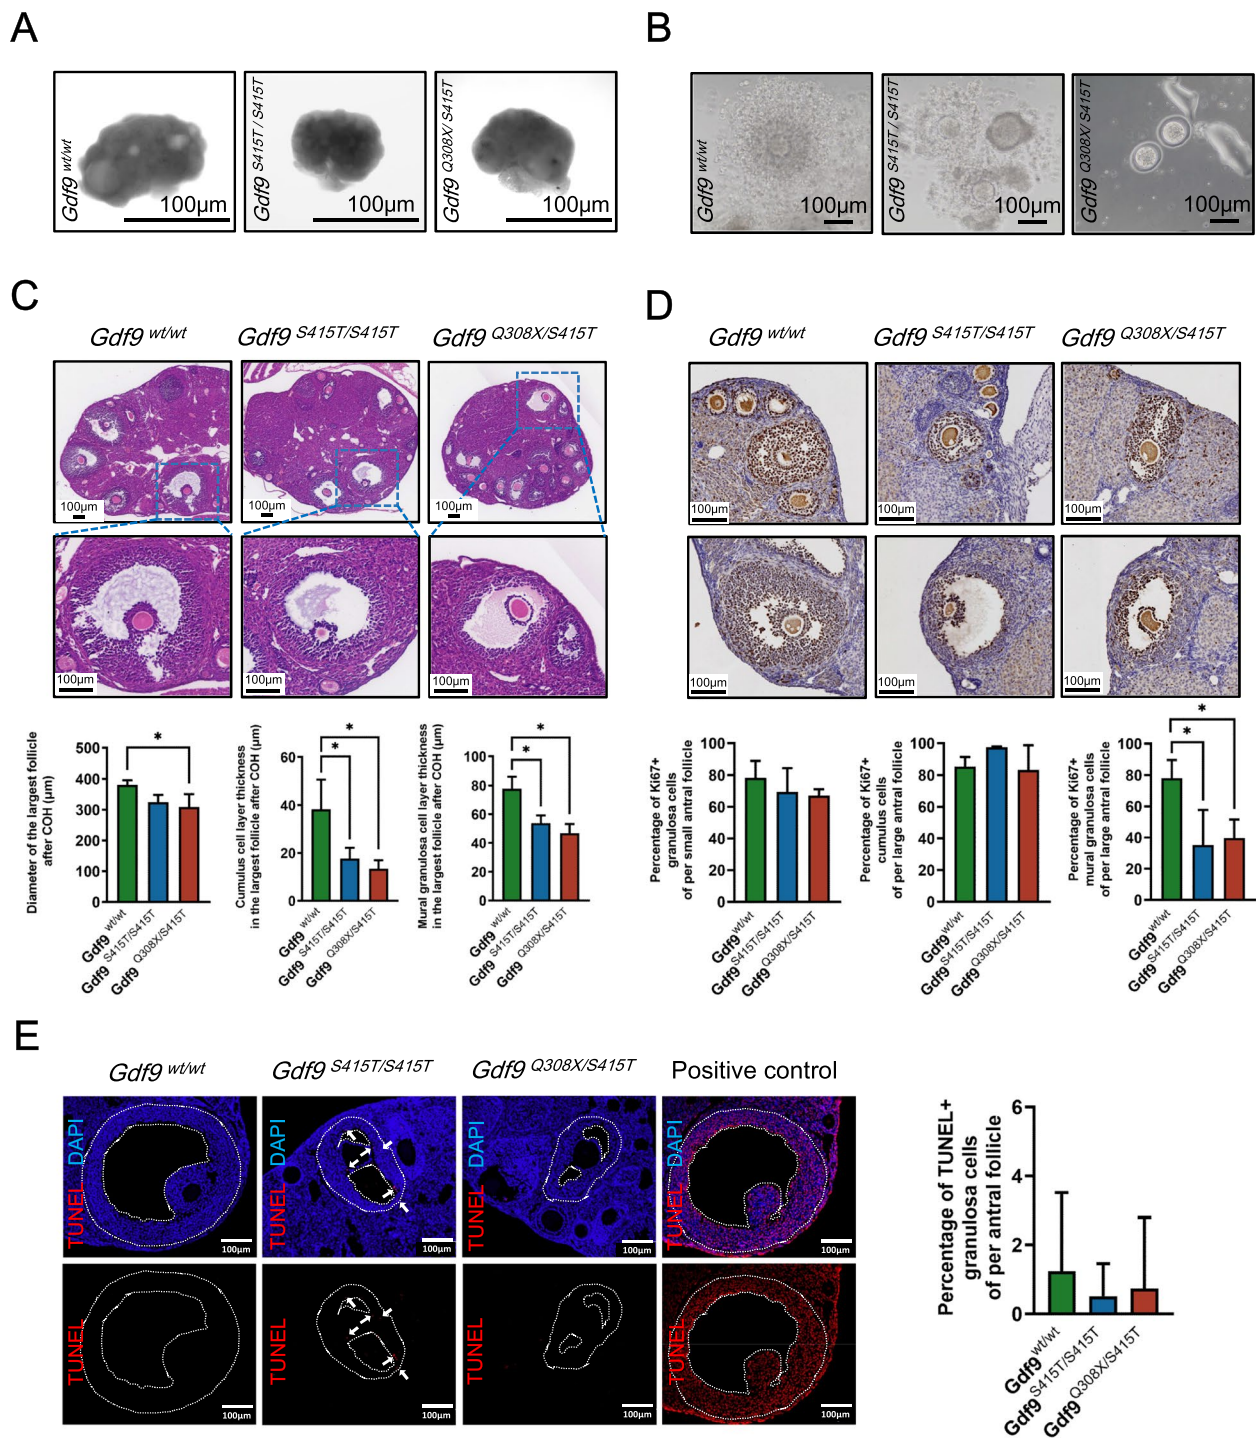 A
Gdf9 wt/wt
100μm
Gdf9 S415T / S415T
100μm
Gdf9 Q308X/ S415T
100μm
B
Gdf9 wt/wt
100μm
Gdf9 S415T / S415T
100μm
Gdf9 Q308X/ S415T
100μm
C
Gdf9 wt/wt
Gdf9 S415T/S415T
Gdf9 Q308X/S415T
100μm
100μm
100μm
100μm
100μm
100μm
Diameter of the largest follicle
after COH (μm)
500
400
300
200
100
0
*
Gdf9 wt/wt
Gdf9 S415T/S415T
Gdf9 Q308X/S415T
Cumulus cell layer thickness
in the largest follicle after COH (μm)
60
40
20
0
*
*
Gdf9 wt/wt
Gdf9 S415T/S415T
Gdf9 Q308X/S415T
Mural granulosa cell layer thickness
in the largest follicle after COH (μm)
100
80
60
40
20
0
*
*
Gdf9 wt/wt
Gdf9 S415T/S415T
Gdf9 Q308X/S415T
D
Gdf9 wt/wt
Gdf9 S415T/S415T
Gdf9 Q308X/S415T
100μm
100μm
100μm
100μm
100μm
100μm
Percentage of Ki67+
granulosa cells
of per small antral follicle
100
80
60
40
20
0
Gdf9 wt/wt
Gdf9 S415T/S415T
Gdf9 Q308X/S415T
Percentage of Ki67+
cumulus cells
of per large antral follicle
100
80
60
40
20
0
Gdf9 wt/wt
Gdf9 S415T/S415T
Gdf9 Q308X/S415T
Percentage of Ki67+
mural granulosa cells
of per large antral follicle
100
80
60
40
20
0
*
*
Gdf9 wt/wt
Gdf9 S415T/S415T
Gdf9 Q308X/S415T
E
Gdf9 wt/wt
Gdf9 S415T/S415T
Gdf9 Q308X/S415T
Positive control
TUNEL DAPI
100μm
TUNEL DAPI
100μm
TUNEL DAPI
100μm
TUNEL DAPI
100μm
TUNEL
100μm
TUNEL
100μm
TUNEL
100μm
TUNEL
100μm
Percentage of TUNEL+
granulosa cells
of per antral follicle
6
4
2
0
Gdf9 wt/wt
Gdf9 S415T/S415T
Gdf9 Q308X/S415T